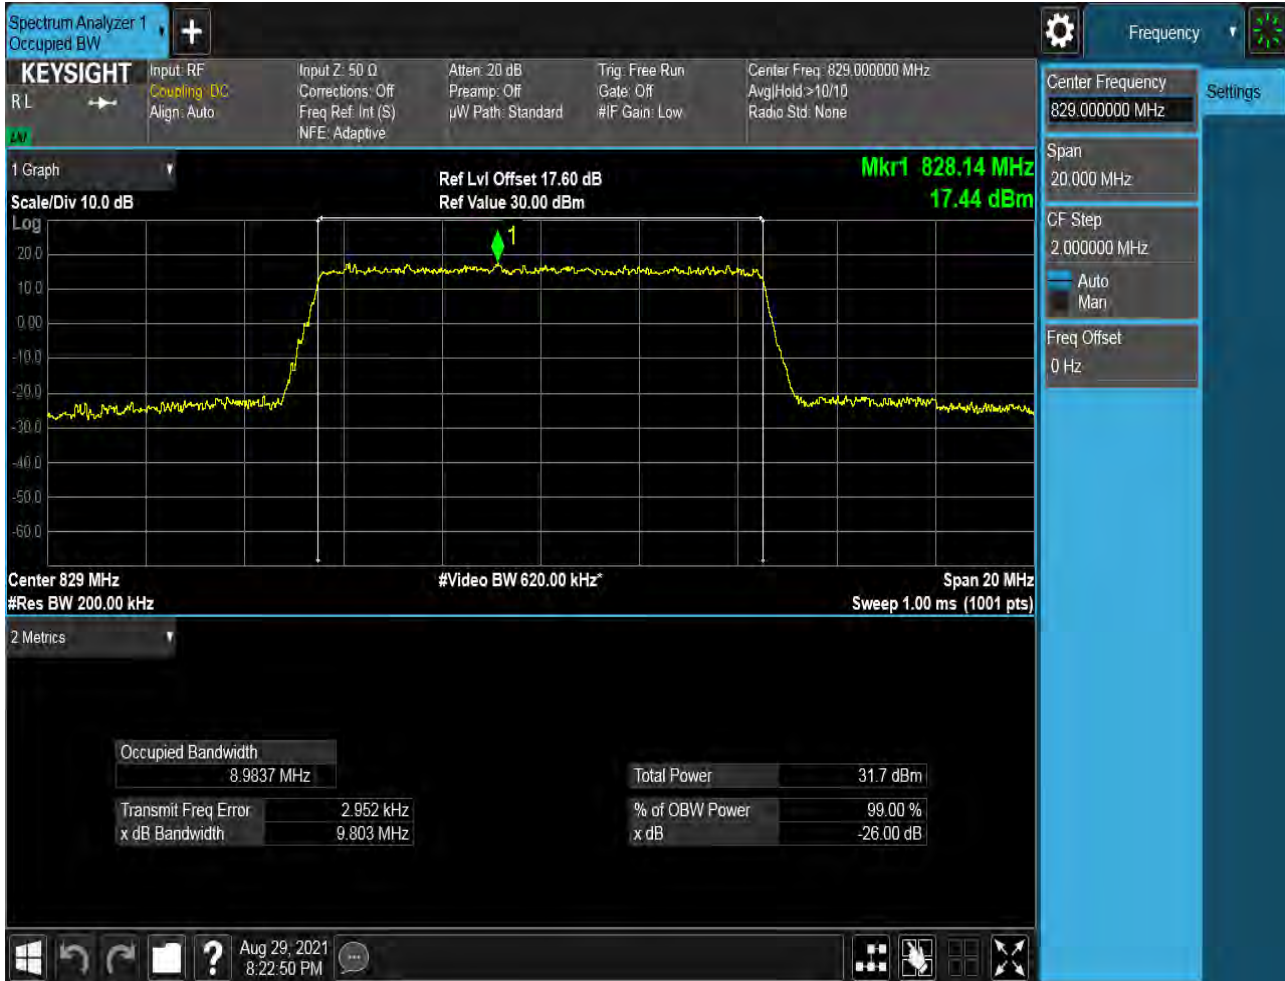 Spectrum Analyzer 1
Occupied BW
Frequency
KEYSIGHT
R L
LXI
Input: RF
Coupling: DC
Align: Auto
Input Z: 50 Ω
Corrections: Off
Freq Ref: Int (S)
NFE: Adaptive
Atten: 20 dB
Preamp: Off
µW Path: Standard
Trig: Free Run
Gate: Off
#IF Gain: Low
Center Freq: 829.000000 MHz
Avg|Hold:>10/10
Radio Std: None
Center Frequency
829.000000 MHz
Settings
Span
20.000 MHz
CF Step
2.000000 MHz
Auto
Man
Freq Offset
0 Hz
1 Graph
Scale/Div 10.0 dB
Ref Lvl Offset 17.60 dB
Ref Value 30.00 dBm
Mkr1 828.14 MHz
17.44 dBm
Log
20.0
10.0
0.00
-10.0
-20.0
-30.0
-40.0
-50.0
-60.0
1
Center 829 MHz
#Res BW 200.00 kHz
#Video BW 620.00 kHz*
Span 20 MHz
Sweep 1.00 ms (1001 pts)
2 Metrics
Occupied Bandwidth
8.9837 MHz
Transmit Freq Error 2.952 kHz
x dB Bandwidth 9.803 MHz
Total Power 31.7 dBm
% of OBW Power 99.00 %
x dB -26.00 dB
?
Aug 29, 2021
8:22:50 PM